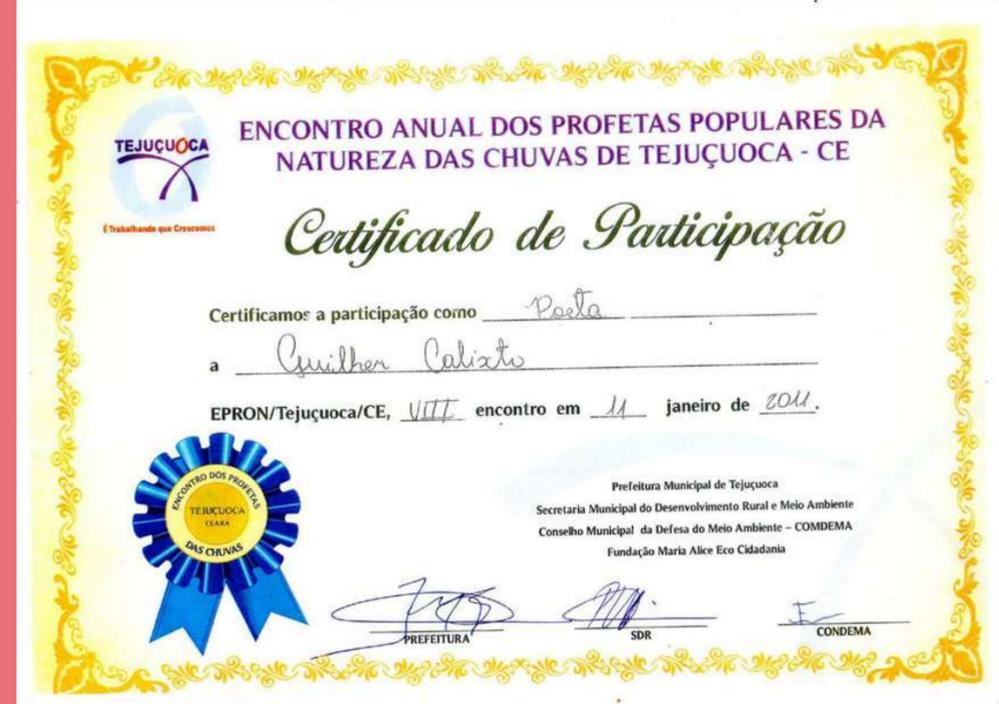 TEJUÇUOCA
É Trabalhando que Crescemos
ENCONTRO ANUAL DOS PROFETAS POPULARES DA
NATUREZA DAS CHUVAS DE TEJUÇUOCA - CE
Certificado de Participação
Certificamos a participação como Poeta
a Guilher Calixto
EPRON/Tejuçuoca/CE, VIII encontro em 11 janeiro de 2011.
ENCONTRO DOS PROFETAS
TEJUÇUOCA
CEARÁ
DAS CHUVAS
Prefeitura Municipal de Tejuçuoca
Secretaria Municipal do Desenvolvimento Rural e Meio Ambiente
Conselho Municipal da Defesa do Meio Ambiente – COMDEMA
Fundação Maria Alice Eco Cidadania
PREFEITURA
SDR
CONDEMA